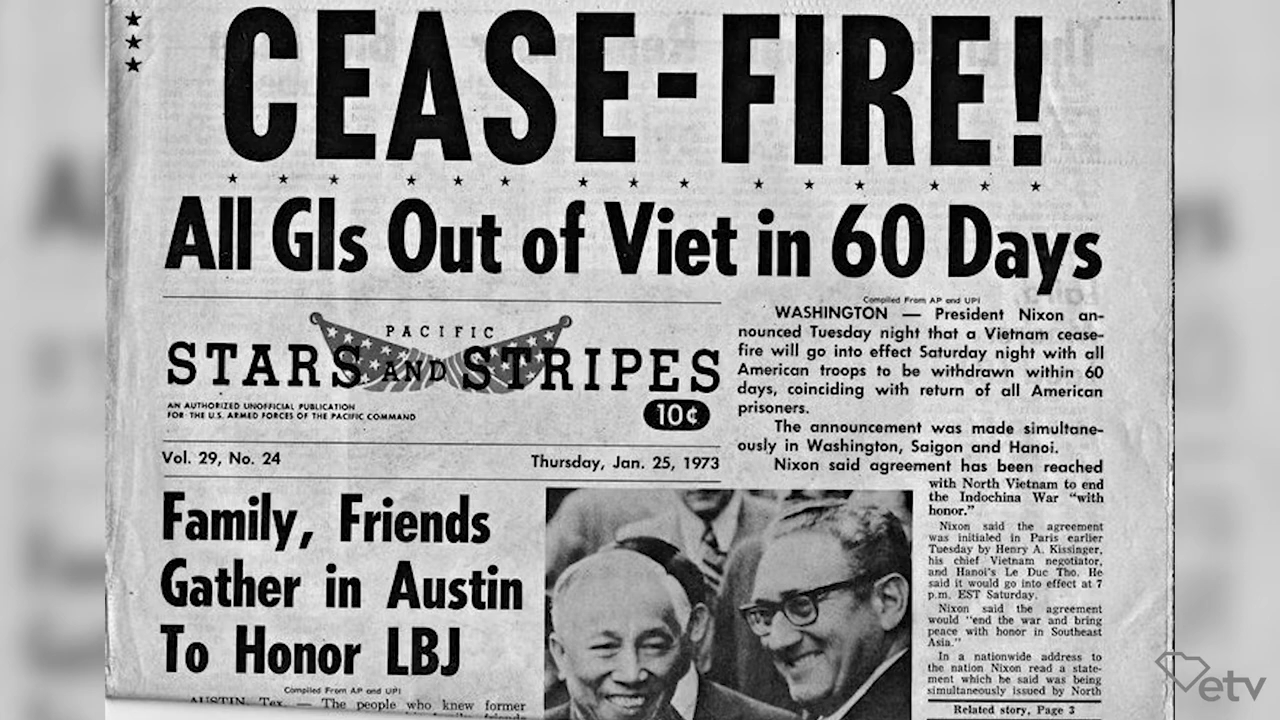 CEASE-FIRE!
All GIs Out of Viet in 60 Days
PACIFIC
STARS AND STRIPES
AN AUTHORIZED UNOFFICIAL PUBLICATION
FOR THE U.S. ARMED FORCES OF THE PACIFIC COMMAND
10¢
Vol. 29, No. 24
Thursday, Jan. 25, 1973
Compiled From AP and UPI
WASHINGTON — President Nixon an-
nounced Tuesday night that a Vietnam cease-
fire will go into effect Saturday night with all
American troops to be withdrawn within 60
days, coinciding with return of all American
prisoners.
The announcement was made simultane-
ously in Washington, Saigon and Hanoi.
Nixon said agreement has been reached
with North Vietnam to end
the Indochina War “with
honor.”
Nixon said the agreement
was initialed in Paris earlier
Tuesday by Henry A. Kissinger,
his chief Vietnam negotiator,
and Hanoi's Le Duc Tho. He
said it would go into effect at 7
p.m. EST Saturday.
Nixon said the agreement
would “end the war and bring
peace with honor in Southeast
Asia.”
In a nationwide address to
the nation Nixon read a state-
ment which he said was being
simultaneously issued by North
Related story, Page 3
Family, Friends
Gather in Austin
To Honor LBJ
Compiled From AP and UPI
AUSTIN, Tex. — The people who knew former
etv